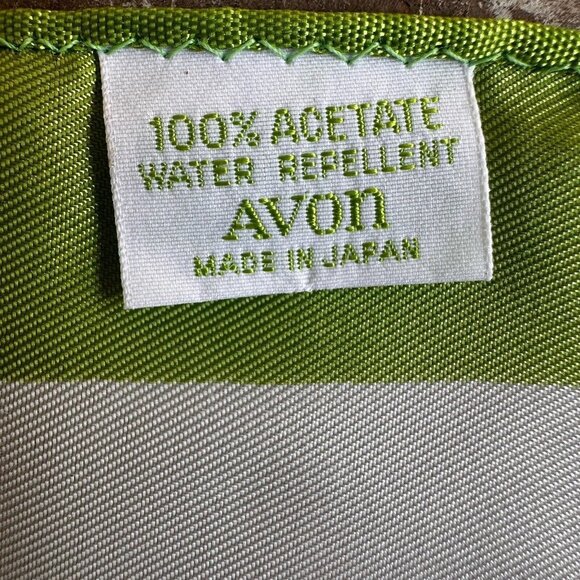 100% ACETATE
WATER REPELLENT
AVON
MADE IN JAPAN